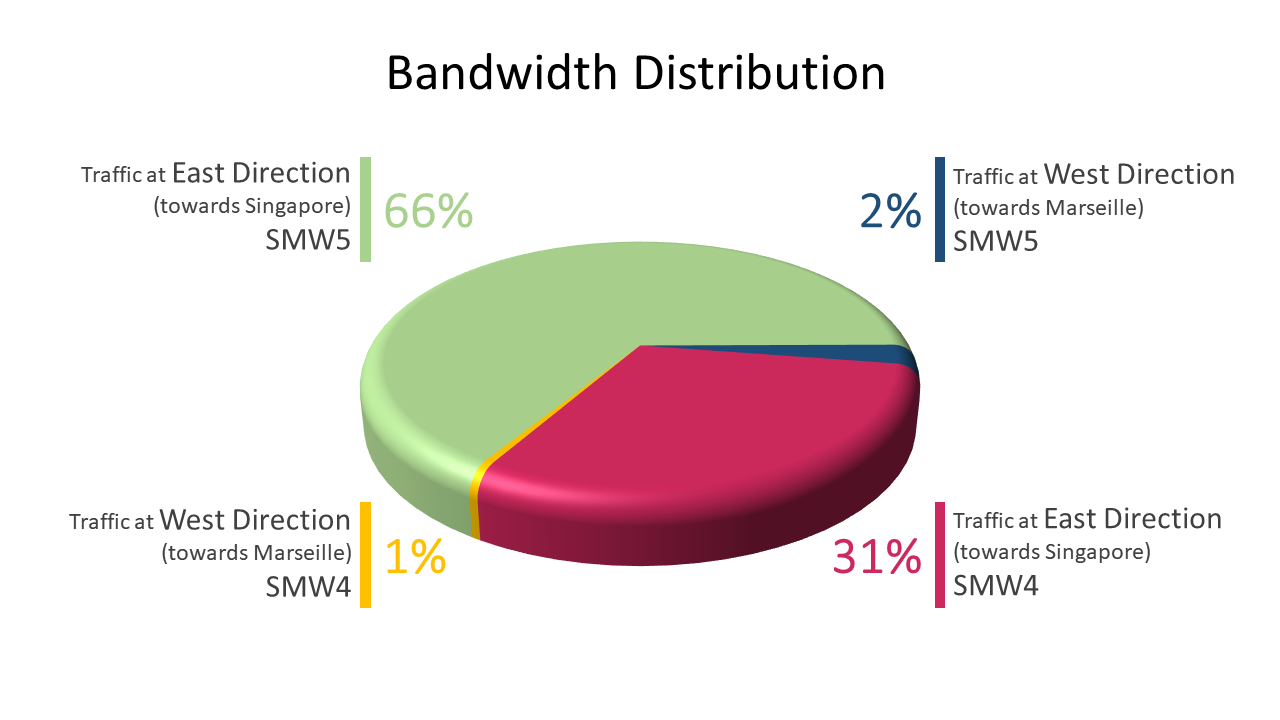 Bandwidth Distribution
Traffic at East Direction
(towards Singapore)
SMW5
66%
2%
Traffic at West Direction
(towards Marseille)
SMW5
Traffic at West Direction
(towards Marseille)
SMW4
1%
31%
Traffic at East Direction
(towards Singapore)
SMW4